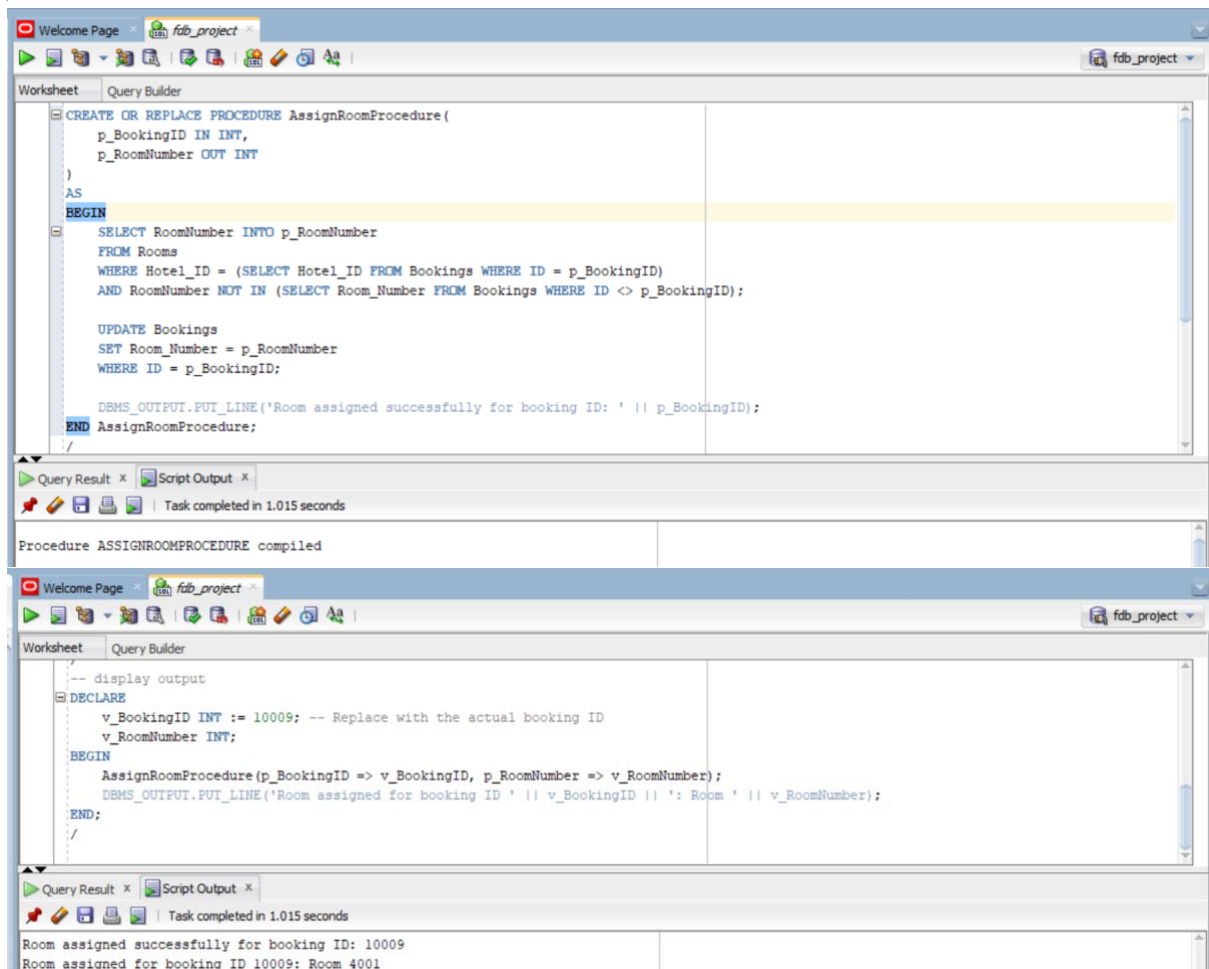 Welcome Page × fdb_project ×
fdb_project
Worksheet Query Builder
CREATE OR REPLACE PROCEDURE AssignRoomProcedure(
    p_BookingID IN INT,
    p_RoomNumber OUT INT
)
AS
BEGIN
    SELECT RoomNumber INTO p_RoomNumber
    FROM Rooms
    WHERE Hotel_ID = (SELECT Hotel_ID FROM Bookings WHERE ID = p_BookingID)
    AND RoomNumber NOT IN (SELECT Room_Number FROM Bookings WHERE ID <> p_BookingID);
    UPDATE Bookings
    SET Room_Number = p_RoomNumber
    WHERE ID = p_BookingID;
    DBMS_OUTPUT.PUT_LINE('Room assigned successfully for booking ID: ' || p_BookingID);
END AssignRoomProcedure;
/
Query Result × Script Output ×
Task completed in 1.015 seconds
Procedure ASSIGNROOMPROCEDURE compiled
Welcome Page × fdb_project ×
fdb_project
Worksheet Query Builder
/
-- display output
DECLARE
    v_BookingID INT := 10009; -- Replace with the actual booking ID
    v_RoomNumber INT;
BEGIN
    AssignRoomProcedure(p_BookingID => v_BookingID, p_RoomNumber => v_RoomNumber);
    DBMS_OUTPUT.PUT_LINE('Room assigned for booking ID ' || v_BookingID || ': Room ' || v_RoomNumber);
END;
/
Query Result × Script Output ×
Task completed in 1.015 seconds
Room assigned successfully for booking ID: 10009
Room assigned for booking ID 10009: Room 4001